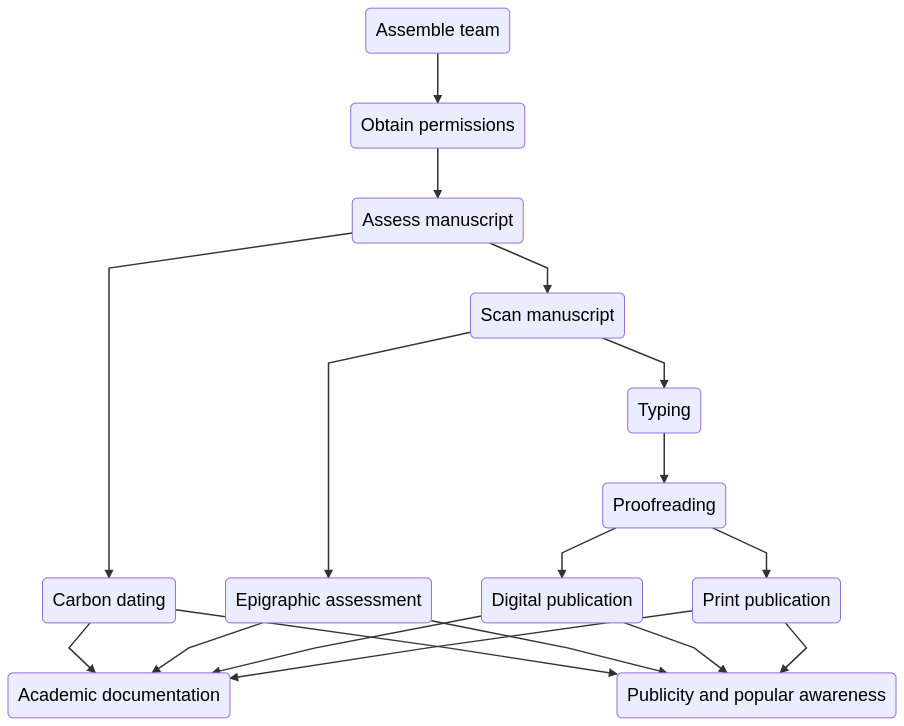 Assemble team
Obtain permissions
Assess manuscript
Scan manuscript
Typing
Proofreading
Carbon dating
Epigraphic assessment
Digital publication
Print publication
Academic documentation
Publicity and popular awareness